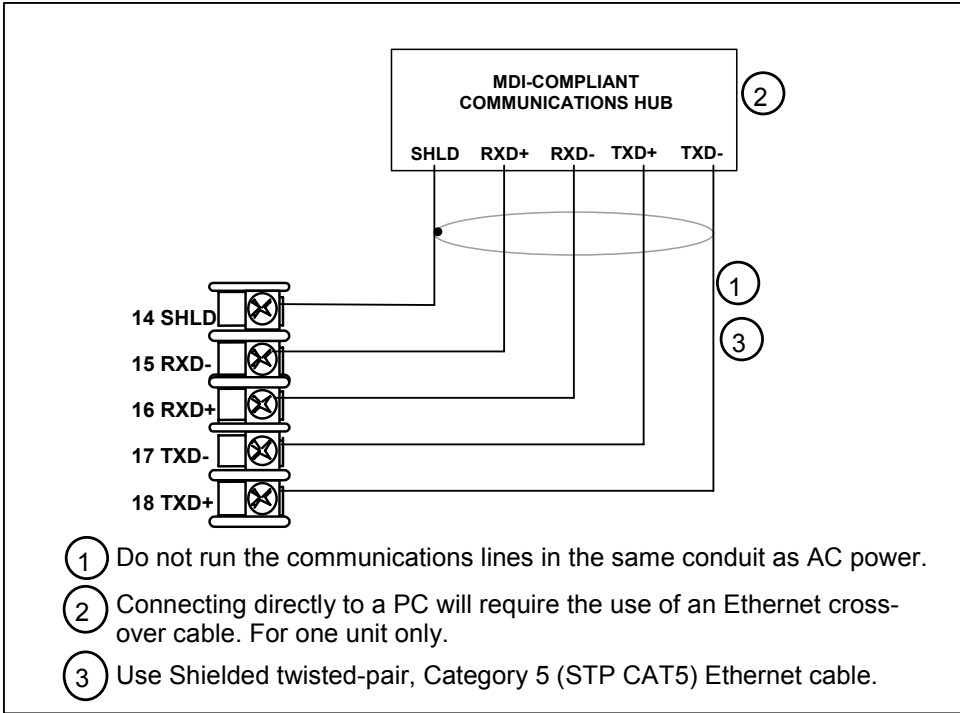 MDI-COMPLIANT
COMMUNICATIONS HUB
2
SHLD RXD+ RXD- TXD+ TXD-
1
3
14 SHLD
15 RXD-
16 RXD+
17 TXD-
18 TXD+
1 Do not run the communications lines in the same conduit as AC power.
2 Connecting directly to a PC will require the use of an Ethernet cross-
over cable. For one unit only.
3 Use Shielded twisted-pair, Category 5 (STP CAT5) Ethernet cable.